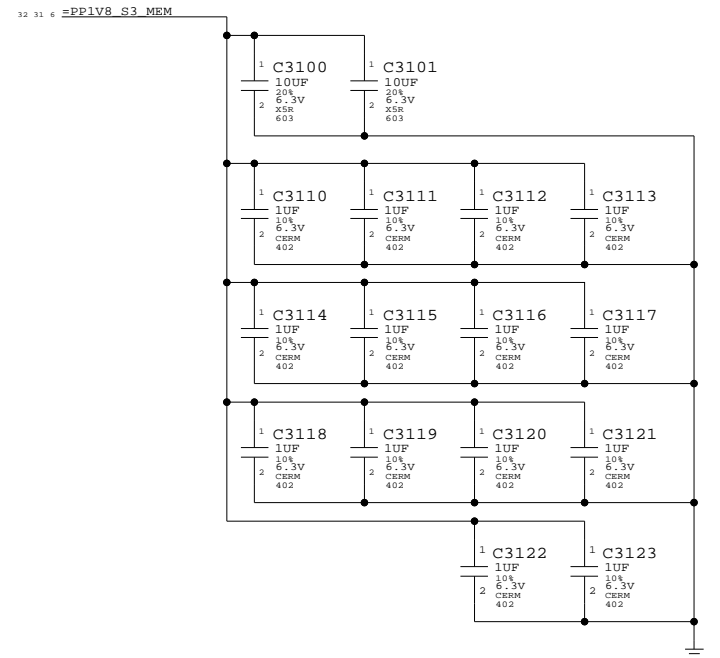 32 31 6 =PP1V8_S3_MEM
1 C3100 10UF 20% 6.3V X5R 603 2
1 C3101 10UF 20% 6.3V X5R 603 2
1 C3110 1UF 10% 6.3V CERM 402 2
1 C3111 1UF 10% 6.3V CERM 402 2
1 C3112 1UF 10% 6.3V CERM 402 2
1 C3113 1UF 10% 6.3V CERM 402 2
1 C3114 1UF 10% 6.3V CERM 402 2
1 C3115 1UF 10% 6.3V CERM 402 2
1 C3116 1UF 10% 6.3V CERM 402 2
1 C3117 1UF 10% 6.3V CERM 402 2
1 C3118 1UF 10% 6.3V CERM 402 2
1 C3119 1UF 10% 6.3V CERM 402 2
1 C3120 1UF 10% 6.3V CERM 402 2
1 C3121 1UF 10% 6.3V CERM 402 2
1 C3122 1UF 10% 6.3V CERM 402 2
1 C3123 1UF 10% 6.3V CERM 402 2